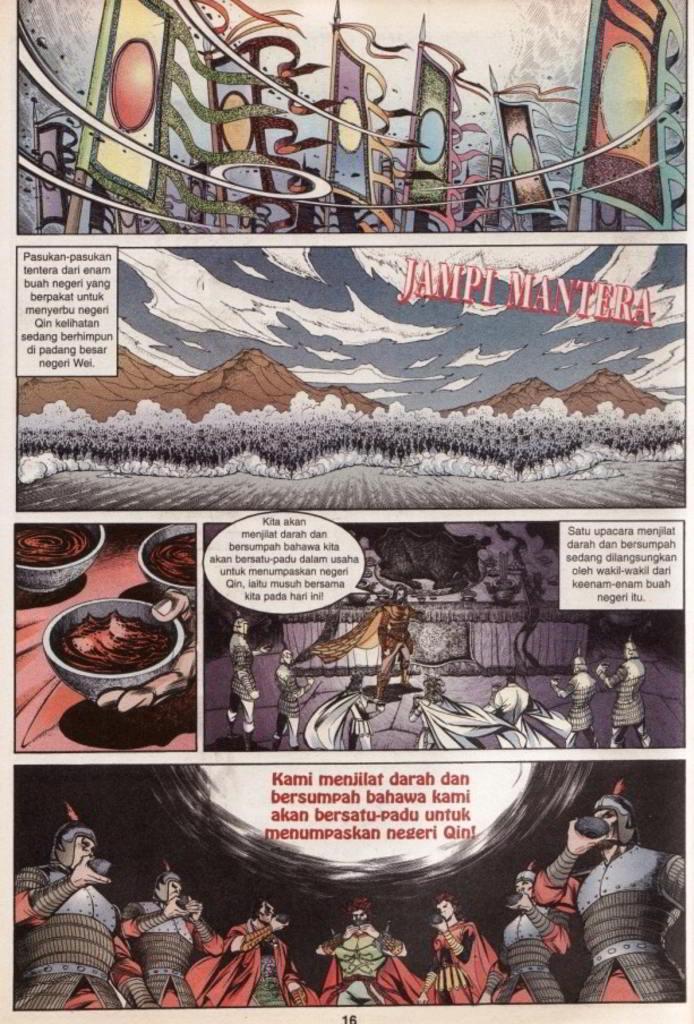 Pasukan-pasukan
tentera dari enam
buah negeri yang
berpakat untuk
menyerbu negeri
Qin kelihatan
sedang berhimpun
di padang besar
negeri Wei.
JAMPI MANTERA
Kita akan
menjilat darah dan
bersumpah bahawa kita
akan bersatu-padu dalam usaha
untuk menumpaskan negeri
Qin, iaitu musuh bersama
kita pada hari ini!
Satu upacara menjilat
darah dan bersumpah
sedang dilangsungkan
oleh wakil-wakil dari
keenam-enam buah
negeri itu.
Kami menjilat darah dan
bersumpah bahawa kami
akan bersatu-padu untuk
menumpaskan negeri Qin!
16